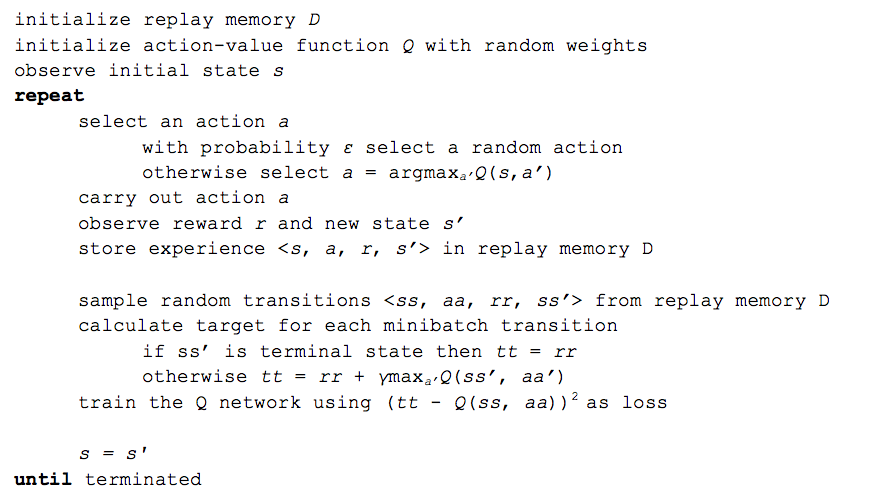 initialize replay memory D
initialize action-value function Q with random weights
observe initial state s
repeat
select an action a
with probability ε select a random action
otherwise select a = argmaxₐ′Q(s,a′)
carry out action a
observe reward r and new state s′
store experience <s, a, r, s′> in replay memory D
sample random transitions <ss, aa, rr, ss′> from replay memory D
calculate target for each minibatch transition
if ss′ is terminal state then tt = rr
otherwise tt = rr + γmaxₐ′Q(ss′, aa′)
train the Q network using (tt - Q(ss, aa))² as loss
s = s'
until terminated